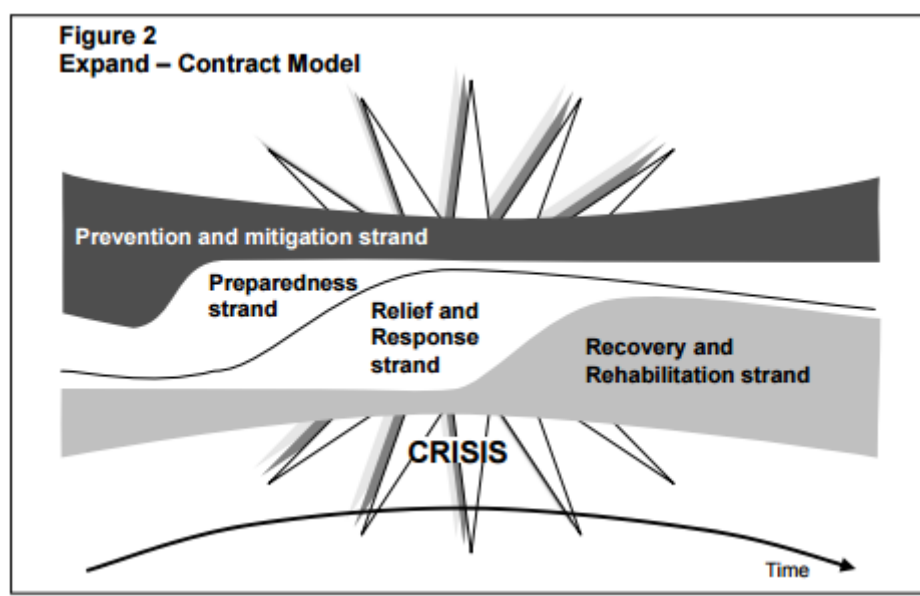 Figure 2
Expand – Contract Model
Prevention and mitigation strand
Preparedness
strand
Relief and
Response
strand
Recovery and
Rehabilitation strand
CRISIS
Time